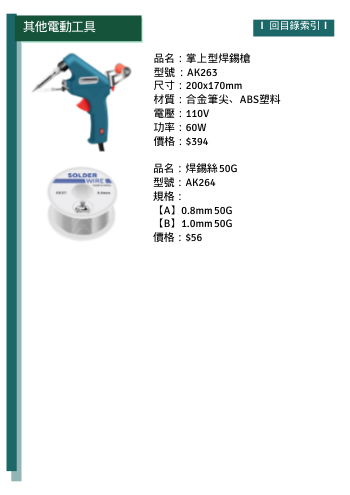 其他電動工具
回目錄索引
品名：掌上型焊錫槍
型號：AK263
尺寸：200x170mm
材質：合金筆尖、ABS塑料
電壓：110V
功率：60W
價格：$394
SOLDER
WIRE
品名：焊錫絲50G
型號：AK264
規格：
【A】0.8mm 50G
【B】1.0mm 50G
價格：$56